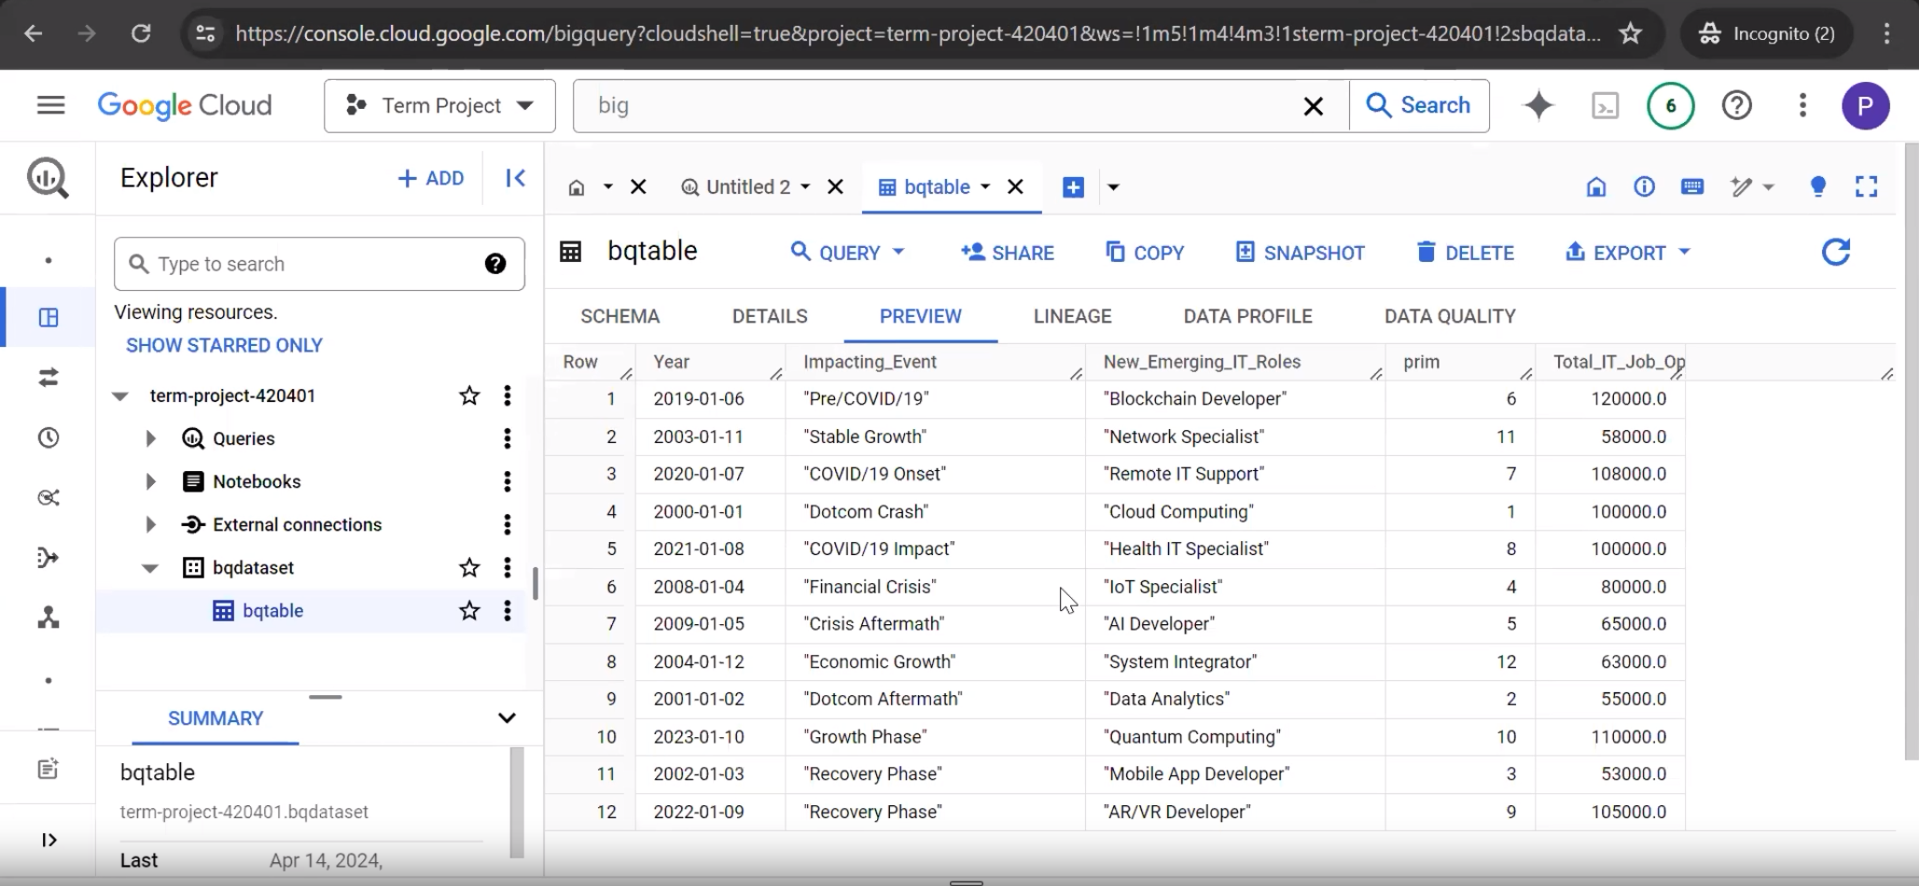 https://console.cloud.google.com/bigquery?cloudshell=true&project=term-project-420401&ws=!1m5!1m4!4m3!1sterm-project-420401!2sbqdata...
Incognito (2)
Google Cloud
Term Project
big
Search
6
P
Explorer
+ ADD
Untitled 2
bqtable
Type to search
bqtable
QUERY
SHARE
COPY
SNAPSHOT
DELETE
EXPORT
Viewing resources.
SHOW STARRED ONLY
SCHEMA
DETAILS
PREVIEW
LINEAGE
DATA PROFILE
DATA QUALITY
term-project-420401
Queries
Notebooks
External connections
bqdataset
bqtable
Row Year Impacting_Event New_Emerging_IT_Roles prim Total_IT_Job_Op
1 2019-01-06 "Pre/COVID/19" "Blockchain Developer" 6 120000.0
2 2003-01-11 "Stable Growth" "Network Specialist" 11 58000.0
3 2020-01-07 "COVID/19 Onset" "Remote IT Support" 7 108000.0
4 2000-01-01 "Dotcom Crash" "Cloud Computing" 1 100000.0
5 2021-01-08 "COVID/19 Impact" "Health IT Specialist" 8 100000.0
6 2008-01-04 "Financial Crisis" "IoT Specialist" 4 80000.0
7 2009-01-05 "Crisis Aftermath" "AI Developer" 5 65000.0
8 2004-01-12 "Economic Growth" "System Integrator" 12 63000.0
9 2001-01-02 "Dotcom Aftermath" "Data Analytics" 2 55000.0
10 2023-01-10 "Growth Phase" "Quantum Computing" 10 110000.0
11 2002-01-03 "Recovery Phase" "Mobile App Developer" 3 53000.0
12 2022-01-09 "Recovery Phase" "AR/VR Developer" 9 105000.0
SUMMARY
bqtable
term-project-420401.bqdataset
Last Apr 14, 2024,